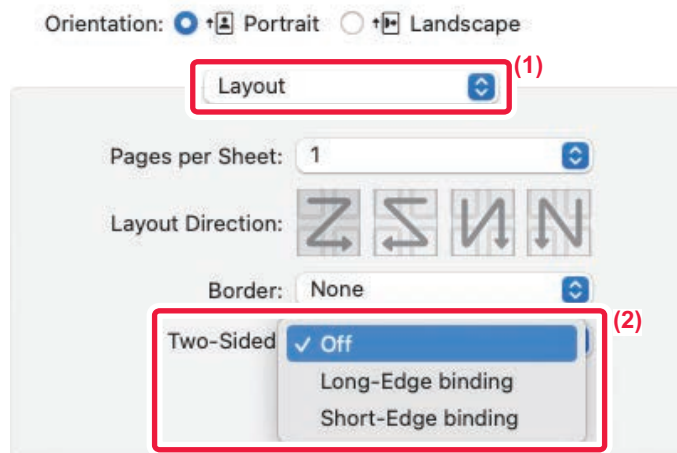 Orientation: Portrait Landscape
(1)
Layout
Pages per Sheet: 1
Layout Direction:
Border: None
(2)
Two-Sided ✓ Off
Long-Edge binding
Short-Edge binding